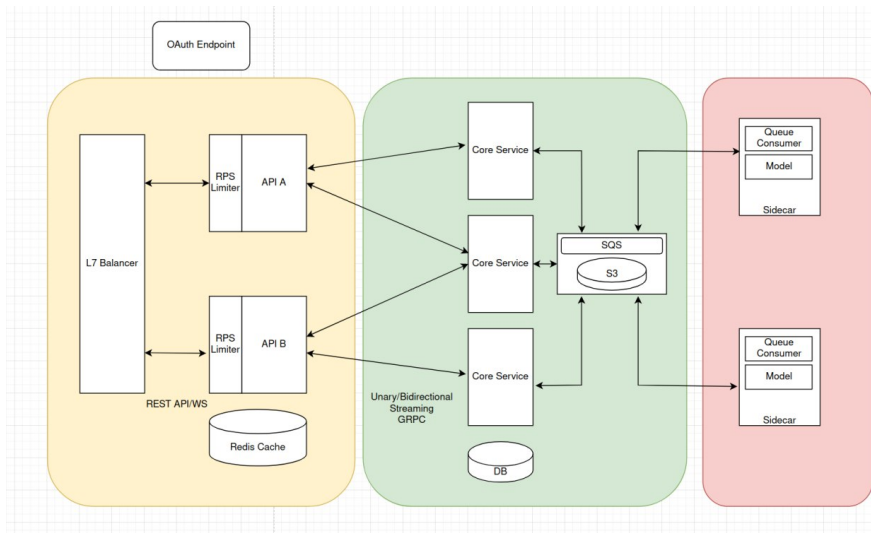 OAuth Endpoint
L7 Balancer
RPS
Limiter
API A
RPS
Limiter
API B
REST API/WS
Redis Cache
Core Service
Core Service
Core Service
Unary/Bidirectional
Streaming
GRPC
DB
SQS
S3
Queue
Consumer
Model
Sidecar
Queue
Consumer
Model
Sidecar